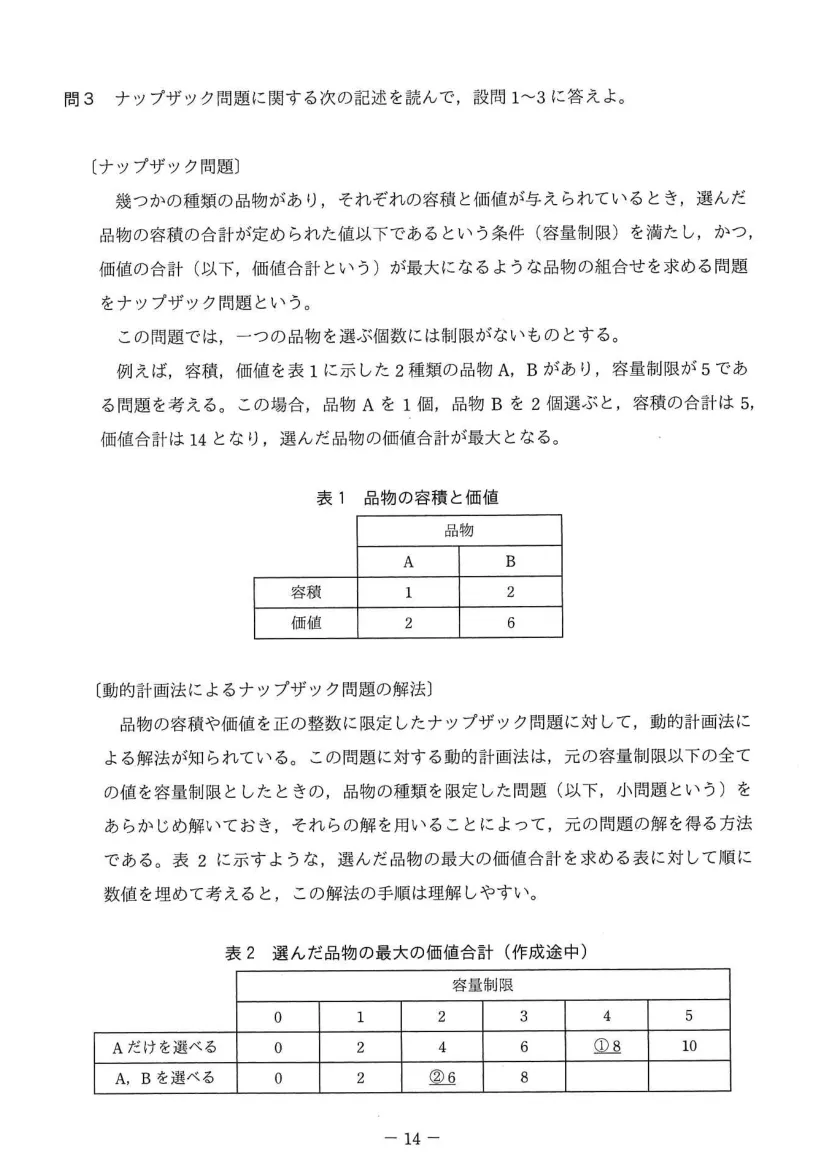 問3 ナップザック問題に関する次の記述を読んで，設問1～3に答えよ。
〔ナップザック問題〕
幾つかの種類の品物があり，それぞれの容積と価値が与えられているとき，選んだ
品物の容積の合計が定められた値以下であるという条件（容量制限）を満たし，かつ，
価値の合計（以下，価値合計という）が最大になるような品物の組合せを求める問題
をナップザック問題という。
この問題では，一つの品物を選ぶ個数には制限がないものとする。
例えば，容積，価値を表1に示した2種類の品物A，Bがあり，容量制限が5であ
る問題を考える。この場合，品物Aを1個，品物Bを2個選ぶと，容積の合計は5，
価値合計は14となり，選んだ品物の価値合計が最大となる。
表1 品物の容積と価値
品物
A B
容積 1 2
価値 2 6
〔動的計画法によるナップザック問題の解法〕
品物の容積や価値を正の整数に限定したナップザック問題に対して，動的計画法に
よる解法が知られている。この問題に対する動的計画法は，元の容量制限以下の全て
の値を容量制限としたときの，品物の種類を限定した問題（以下，小問題という）を
あらかじめ解いておき，それらの解を用いることによって，元の問題の解を得る方法
である。表2に示すような，選んだ品物の最大の価値合計を求める表に対して順に
数値を埋めて考えると，この解法の手順は理解しやすい。
表2 選んだ品物の最大の価値合計（作成途中）
容量制限
0 1 2 3 4 5
Aだけを選べる 0 2 4 6 ①8 10
A，Bを選べる 0 2 ②6 8
－ 14 －